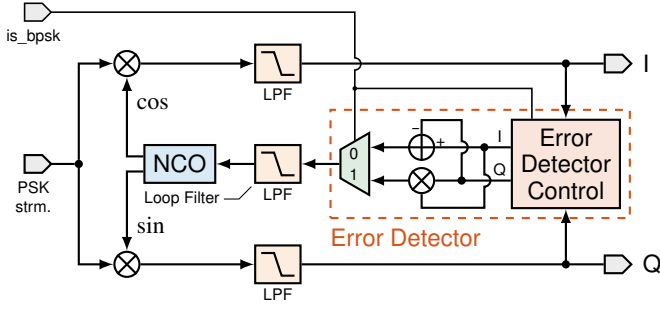 is_bpsk
I
LPF
cos
−
+
I
Error
Detector
Control
0
1
NCO
Q
PSK
strm.
Loop Filter
LPF
sin
Error Detector
LPF
Q